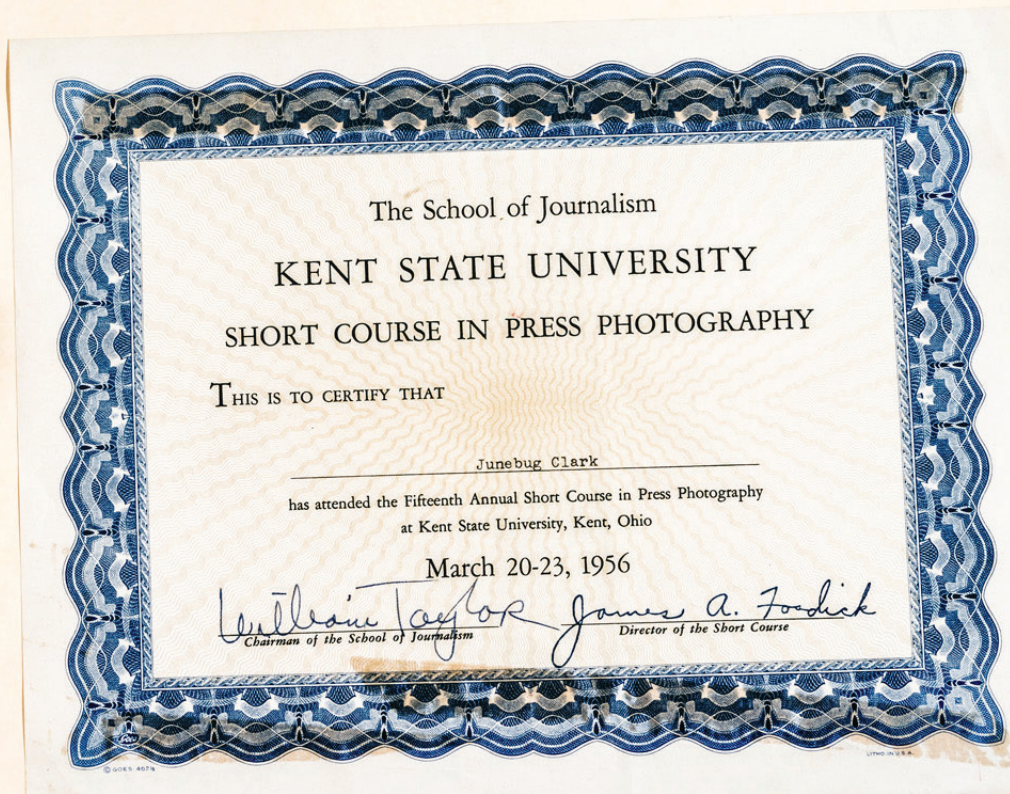 The School of Journalism
KENT STATE UNIVERSITY
SHORT COURSE IN PRESS PHOTOGRAPHY
THIS IS TO CERTIFY THAT
Junebug Clark
has attended the Fifteenth Annual Short Course in Press Photography
at Kent State University, Kent, Ohio
March 20-23, 1956
William Taylor James A. Fosdick
Chairman of the School of Journalism Director of the Short Course
Goes
© GOES LITHO. IN U.S.A.